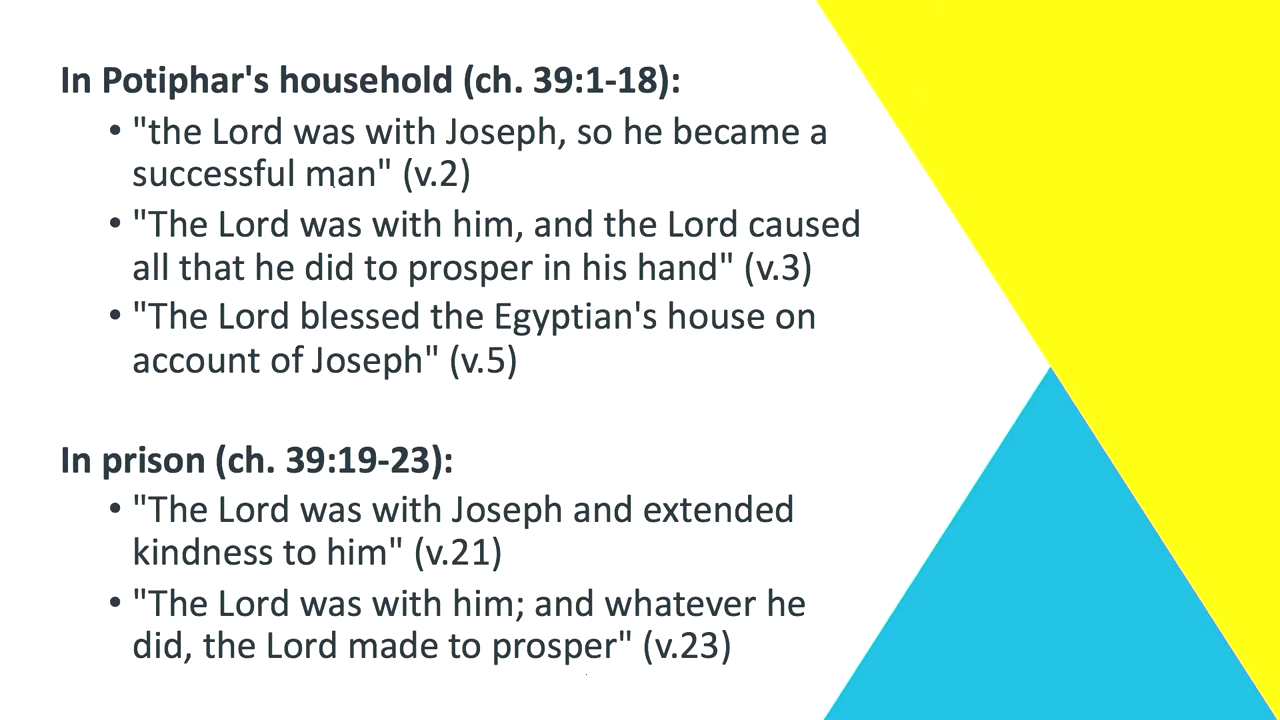 In Potiphar's household (ch. 39:1-18):
• "the Lord was with Joseph, so he became a
successful man" (v.2)
• "The Lord was with him, and the Lord caused
all that he did to prosper in his hand" (v.3)
• "The Lord blessed the Egyptian's house on
account of Joseph" (v.5)
In prison (ch. 39:19-23):
• "The Lord was with Joseph and extended
kindness to him" (v.21)
• "The Lord was with him; and whatever he
did, the Lord made to prosper" (v.23)